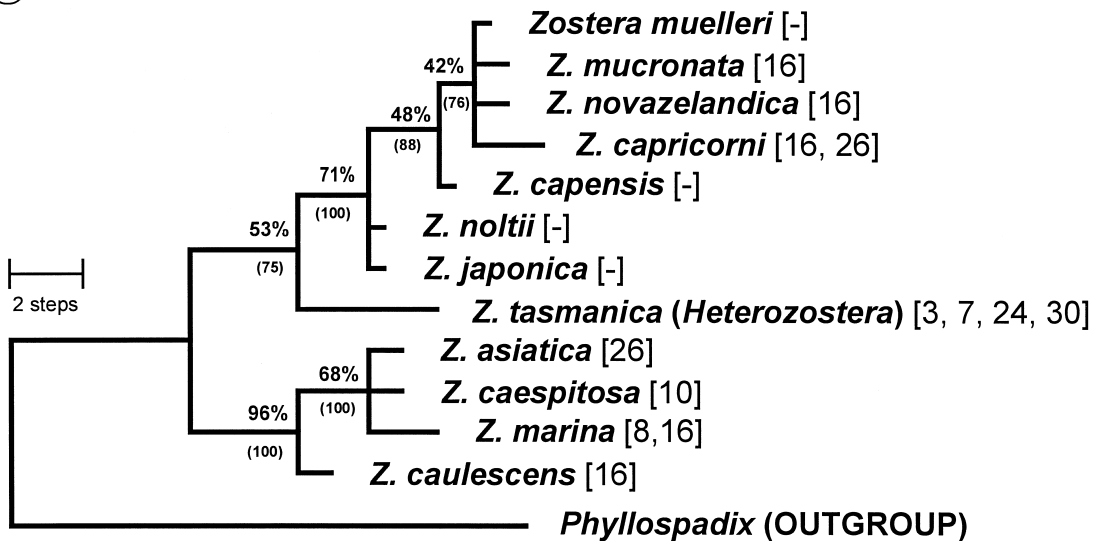 Zostera muelleri [-]
42%
Z. mucronata [16]
(76)
Z. novazelandica [16]
48%
(88)
Z. capricorni [16, 26]
71%
Z. capensis [-]
(100)
53%
Z. noltii [-]
(75)
Z. japonica [-]
2 steps
Z. tasmanica (Heterozostera) [3, 7, 24, 30]
Z. asiatica [26]
68%
(100)
Z. caespitosa [10]
96%
(100)
Z. marina [8,16]
Z. caulescens [16]
Phyllospadix (OUTGROUP)